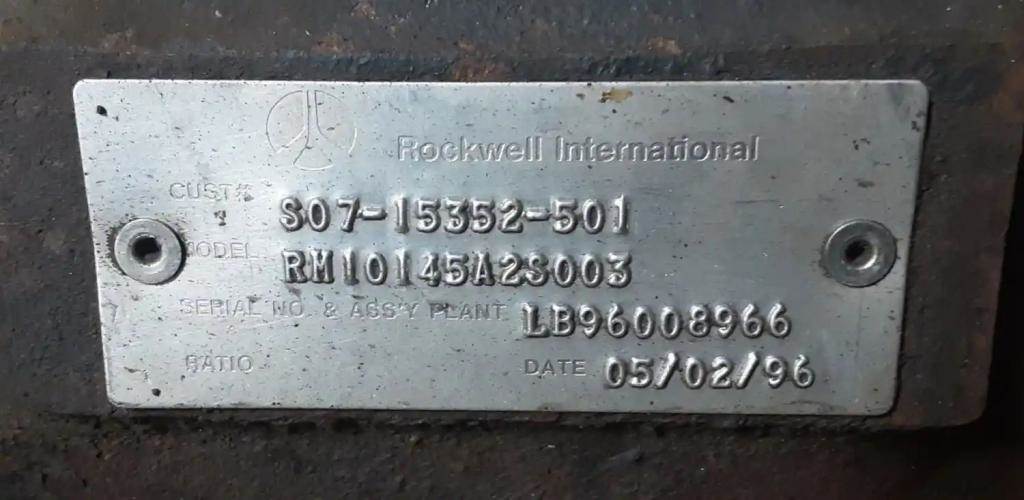 Rockwell International
CUST# S07-15352-501
MODEL RM10145A2S003
SERIAL NO. & ASS'Y PLANT LB96008966
RATIO DATE 05/02/96